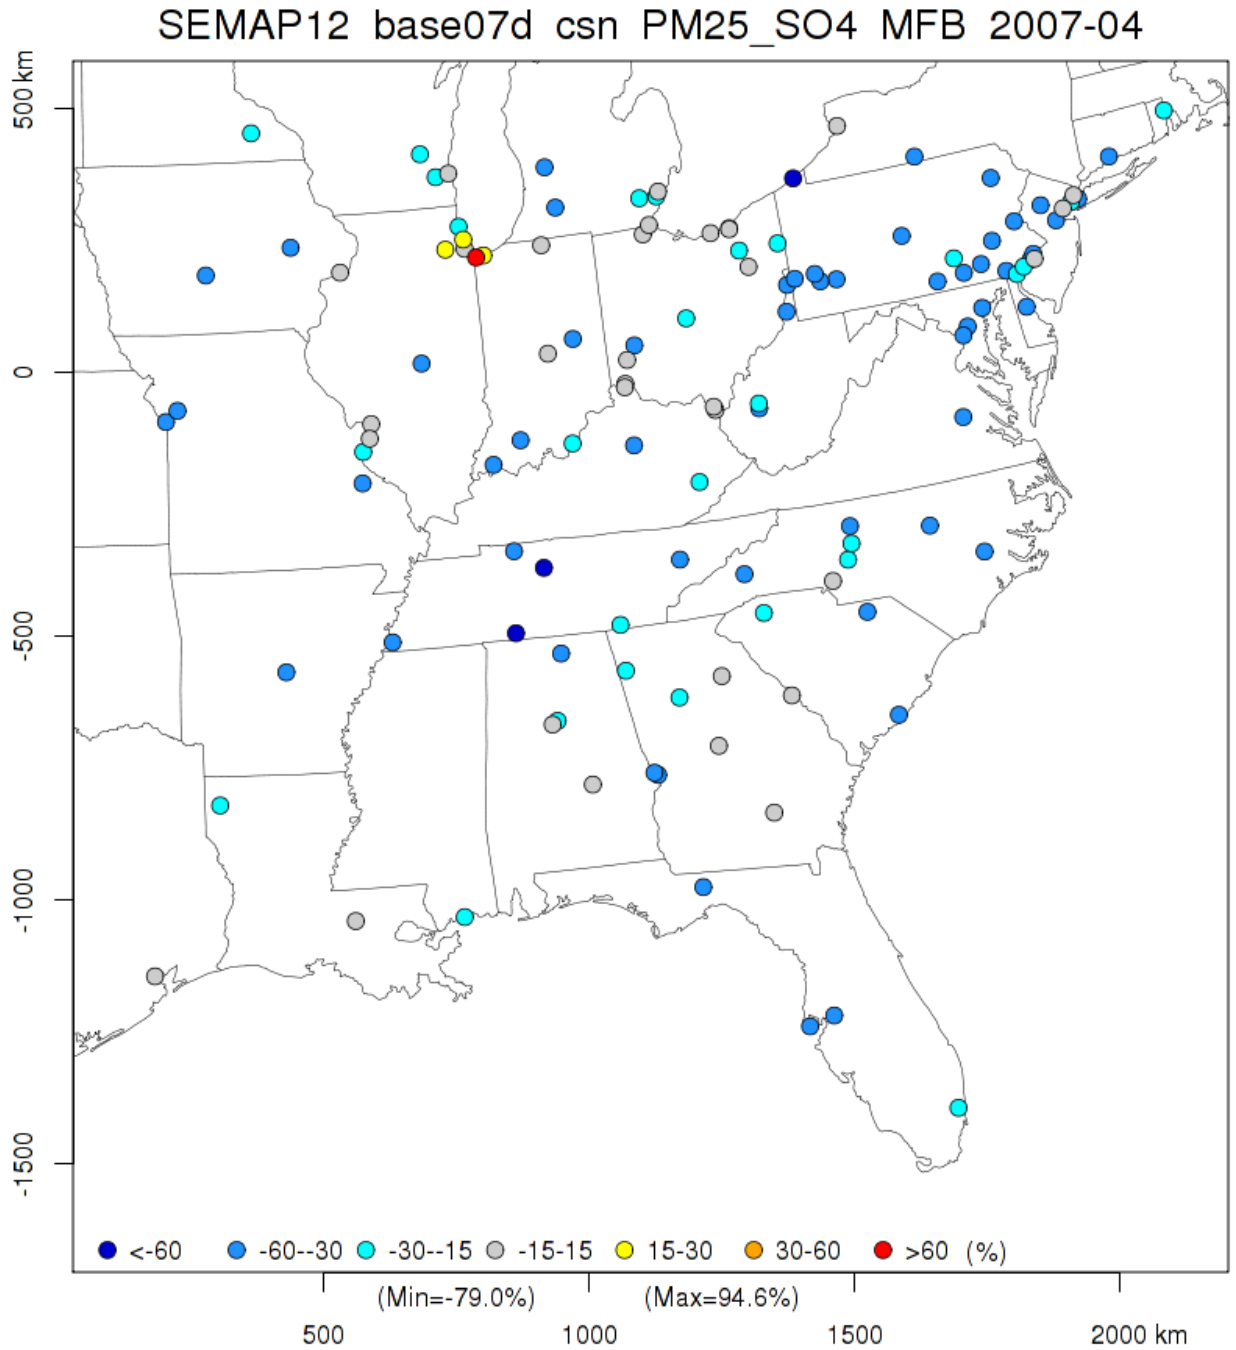 SEMAP12 base07d csn PM25_SO4 MFB 2007-04
500 km
0
-500
-1000
-1500
<-60 -60--30 -30--15 -15-15 15-30 30-60 >60 (%)
(Min=-79.0%) (Max=94.6%)
500 1000 1500 2000 km